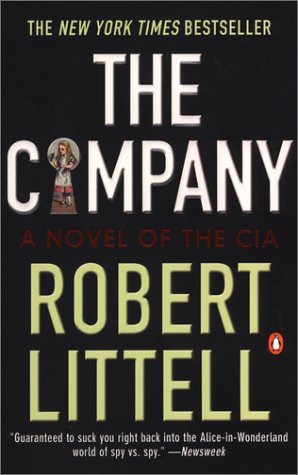 THE NEW YORK TIMES BESTSELLER
THE
COMPANY
A NOVEL OF THE CIA
ROBERT
LITTELL
"Guaranteed to suck you right back into the Alice-in-Wonderland
world of spy vs. spy." —Newsweek